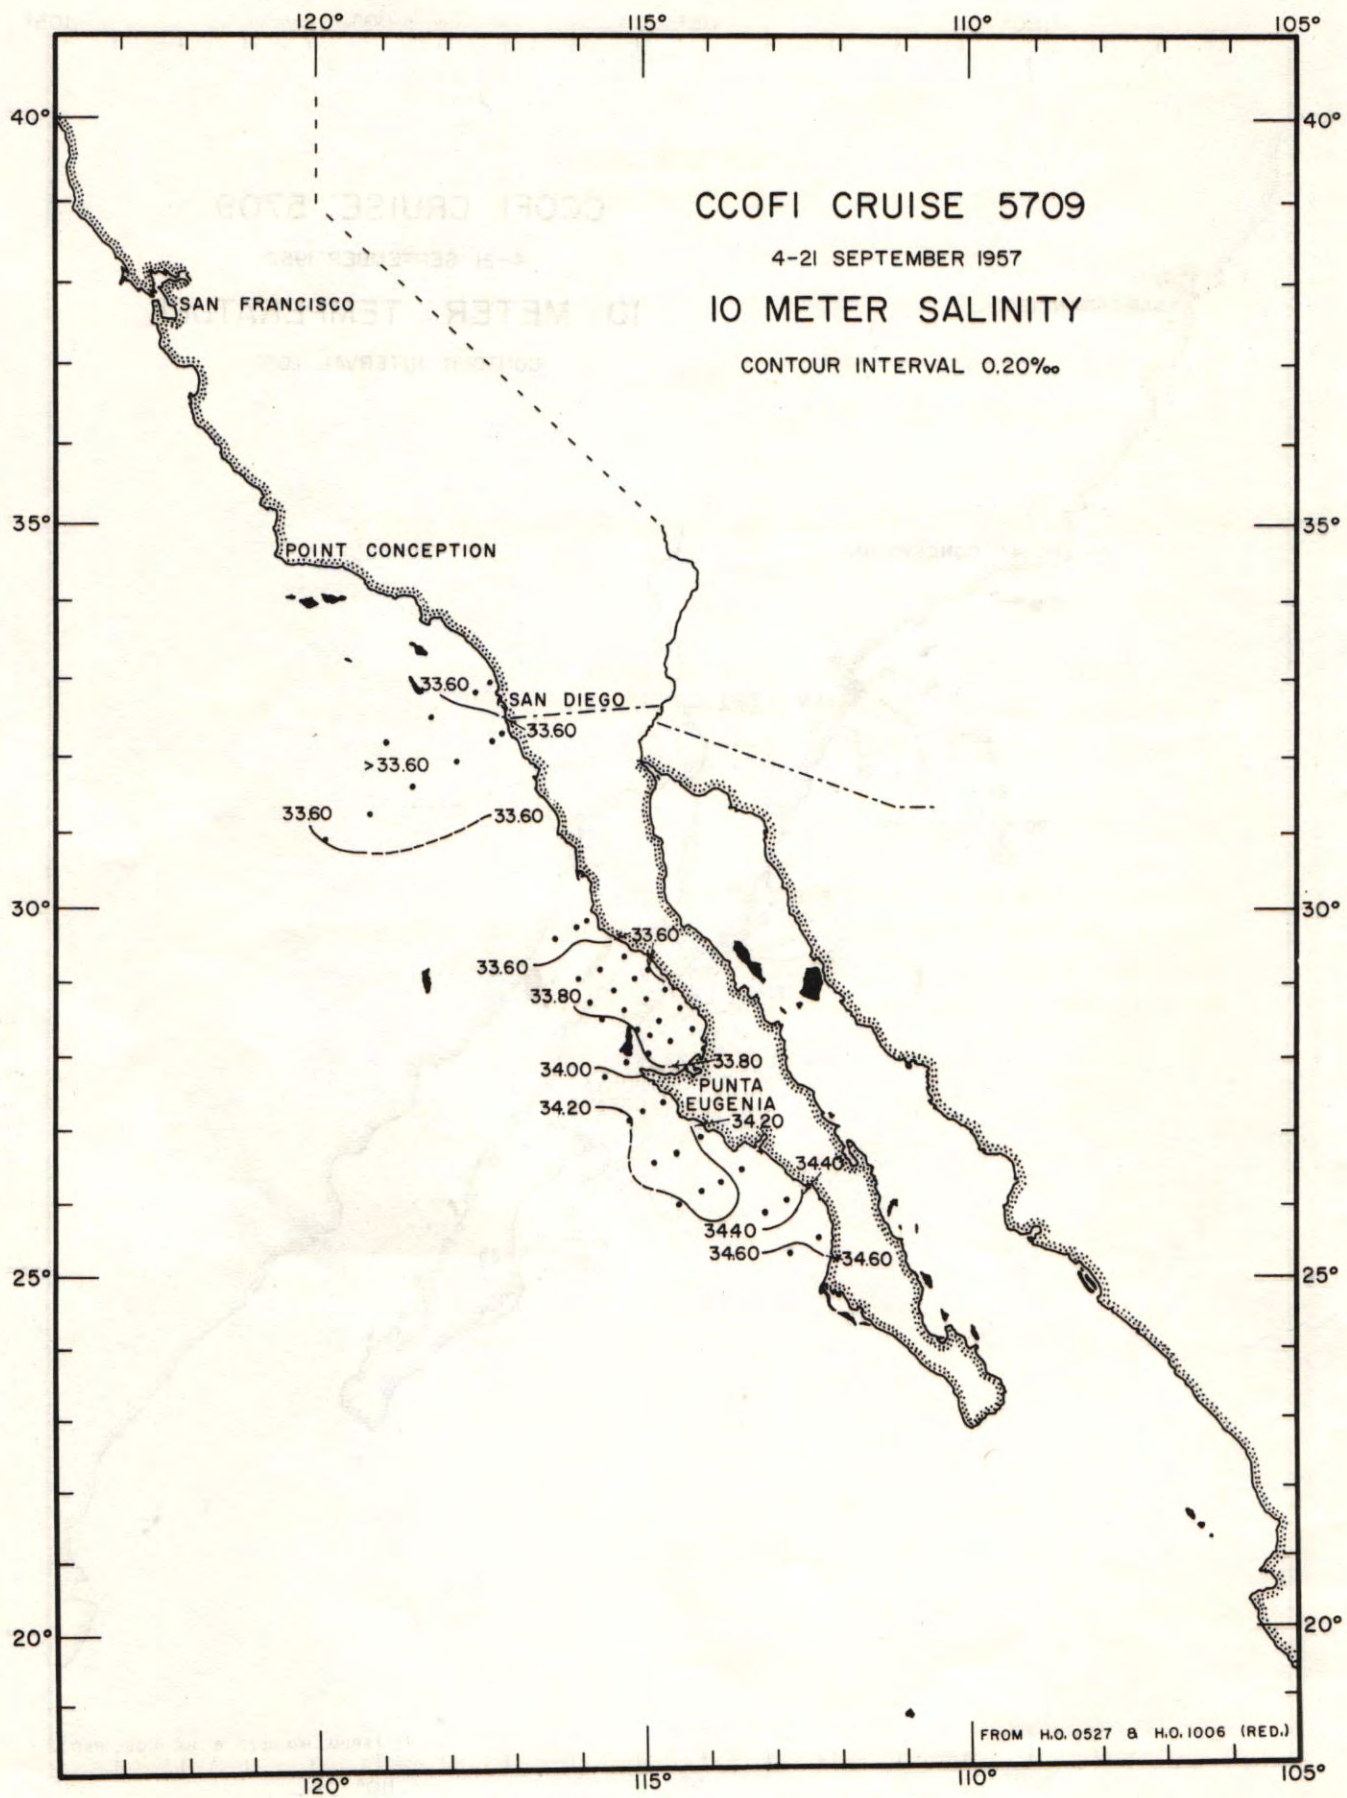 120° 115° 110° 105°
40° 40°
CCOFI CRUISE 5709
4-21 SEPTEMBER 1957
10 METER SALINITY
CONTOUR INTERVAL 0.20‰
SAN FRANCISCO
35° 35°
POINT CONCEPTION
33.60
SAN DIEGO
33.60
>33.60
33.60
33.60
30° 30°
33.60
33.60
33.80
33.80
34.00
PUNTA
EUGENIA
34.20
34.20
34.40
34.40
34.60
34.60
25° 25°
20° 20°
FROM H.O. 0527 & H.O. 1006 (RED.)
120° 115° 110° 105°